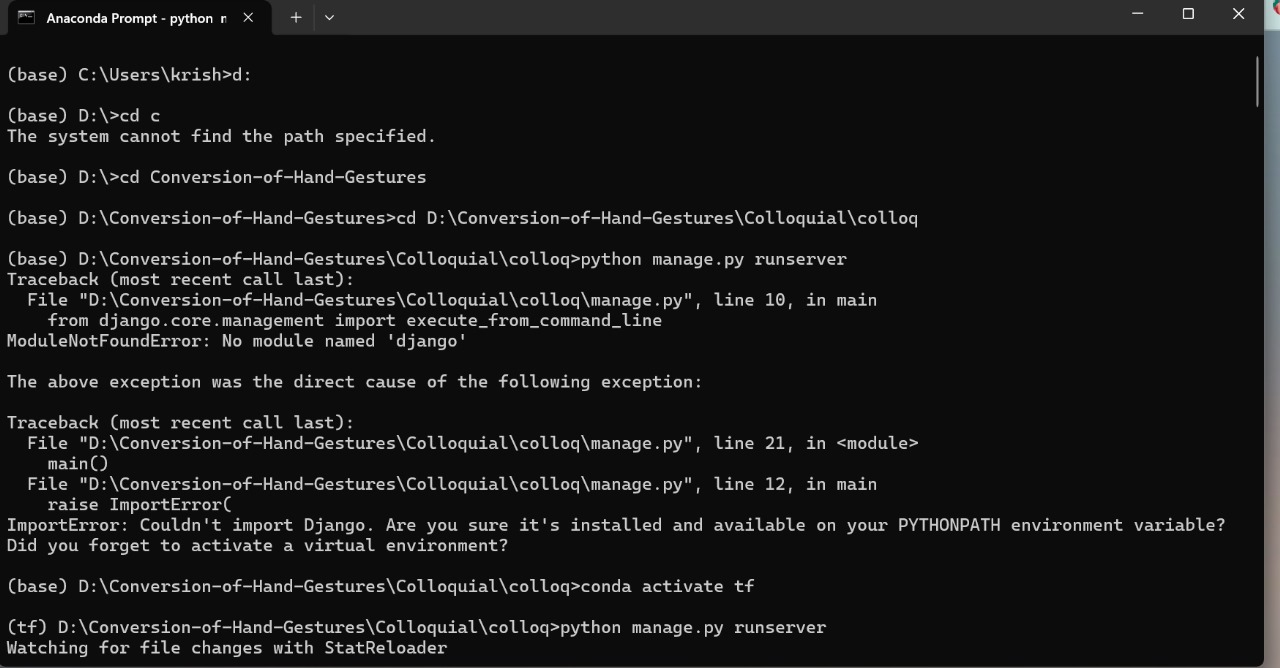 Anaconda Prompt - python
(base) C:\Users\krish>d:
(base) D:\>cd c
The system cannot find the path specified.
(base) D:\>cd Conversion-of-Hand-Gestures
(base) D:\Conversion-of-Hand-Gestures>cd D:\Conversion-of-Hand-Gestures\Colloquial\colloq
(base) D:\Conversion-of-Hand-Gestures\Colloquial\colloq>python manage.py runserver
Traceback (most recent call last):
  File "D:\Conversion-of-Hand-Gestures\Colloquial\colloq\manage.py", line 10, in main
    from django.core.management import execute_from_command_line
ModuleNotFoundError: No module named 'django'
The above exception was the direct cause of the following exception:
Traceback (most recent call last):
  File "D:\Conversion-of-Hand-Gestures\Colloquial\colloq\manage.py", line 21, in <module>
    main()
  File "D:\Conversion-of-Hand-Gestures\Colloquial\colloq\manage.py", line 12, in main
    raise ImportError(
ImportError: Couldn't import Django. Are you sure it's installed and available on your PYTHONPATH environment variable?
Did you forget to activate a virtual environment?
(base) D:\Conversion-of-Hand-Gestures\Colloquial\colloq>conda activate tf
(tf) D:\Conversion-of-Hand-Gestures\Colloquial\colloq>python manage.py runserver
Watching for file changes with StatReloader